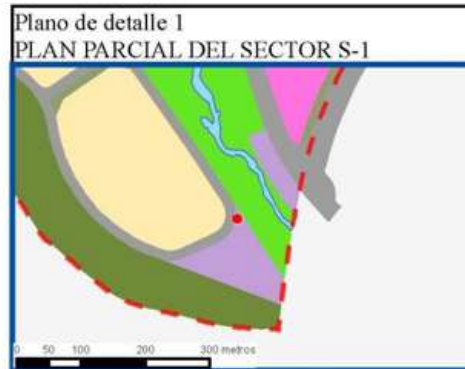 Plano de detalle 1
PLAN PARCIAL DEL SECTOR S-1
0 50 100 200 300 metros